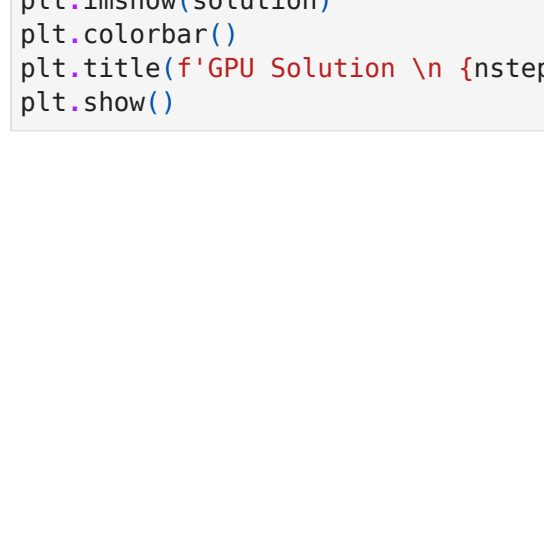 plt.imshow(solution)
plt.colorbar()
plt.title(f'GPU Solution \n {nstep
plt.show()